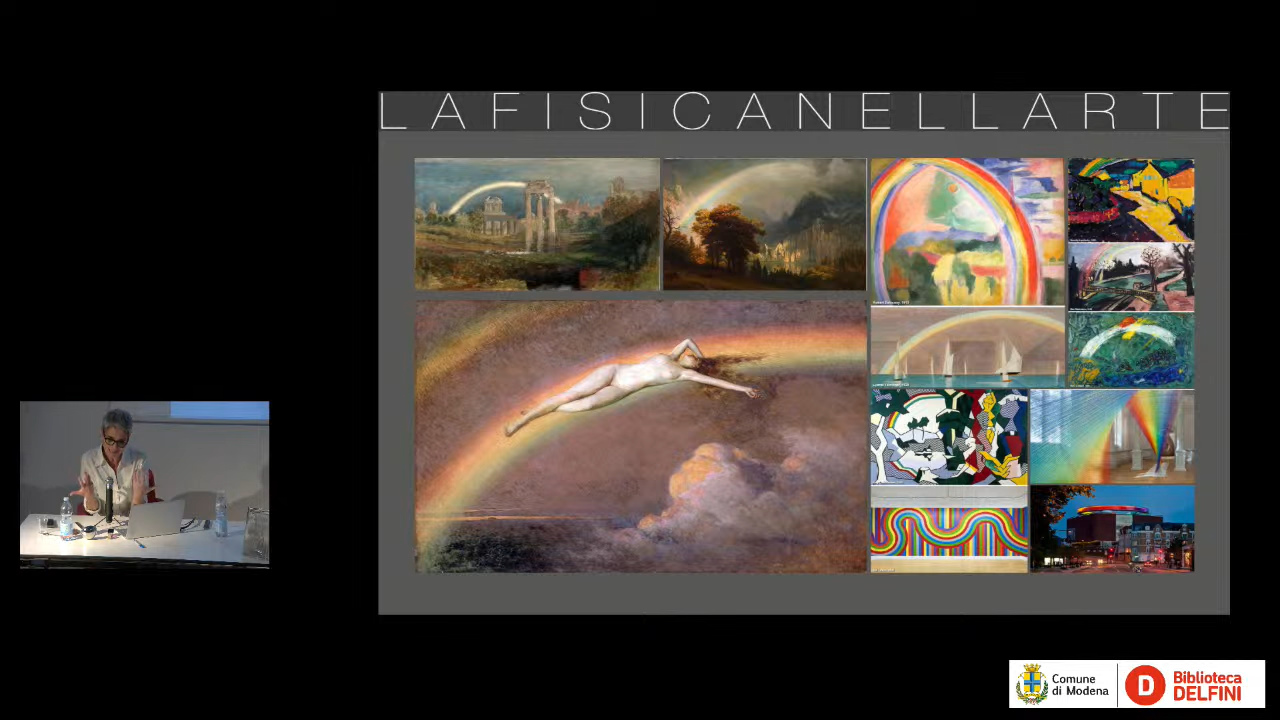 LAFISICANELLARTE
Comune
di Modena
D
Biblioteca
DELFINI